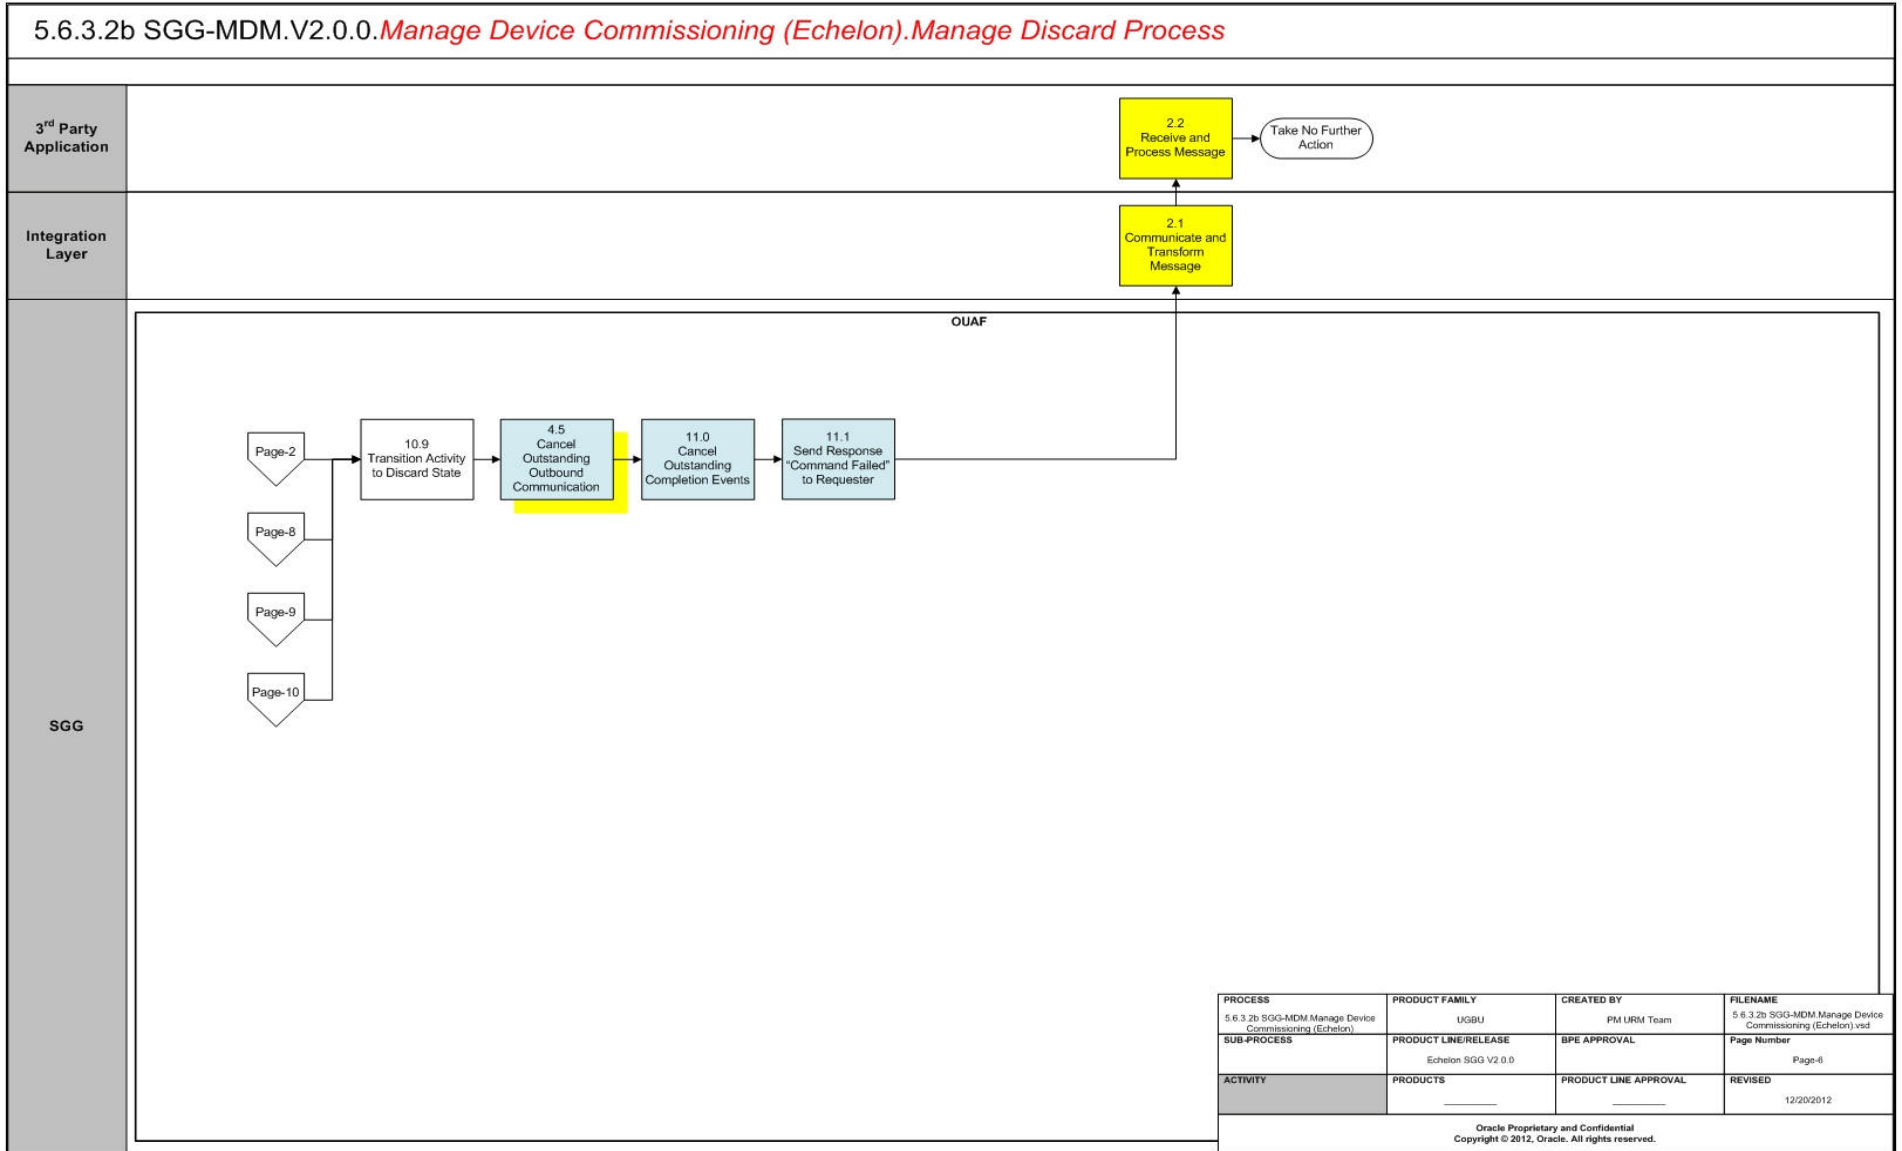 5.6.3.2b SGG-MDM.V2.0.0.Manage Device Commissioning (Echelon).Manage Discard Process
3rd Party
Application
2.2
Receive and
Process Message
Take No Further
Action
Integration
Layer
2.1
Communicate and
Transform
Message
SGG
OUAF
Page-2
Page-8
Page-9
Page-10
10.9
Transition Activity
to Discard State
4.5
Cancel
Outstanding
Outbound
Communication
11.0
Cancel
Outstanding
Completion Events
11.1
Send Response
"Command Failed"
to Requester
PROCESS
5.6.3.2b SGG-MDM.Manage Device
Commissioning (Echelon)
PRODUCT FAMILY
UGBU
CREATED BY
PM URM Team
FILENAME
5.6.3.2b SGG-MDM.Manage Device
Commissioning (Echelon).vsd
SUB-PROCESS
PRODUCT LINE/RELEASE
Echelon SGG V2.0.0
BPE APPROVAL
Page Number
Page-6
ACTIVITY
PRODUCTS
PRODUCT LINE APPROVAL
REVISED
12/20/2012
Oracle Proprietary and Confidential
Copyright © 2012, Oracle. All rights reserved.